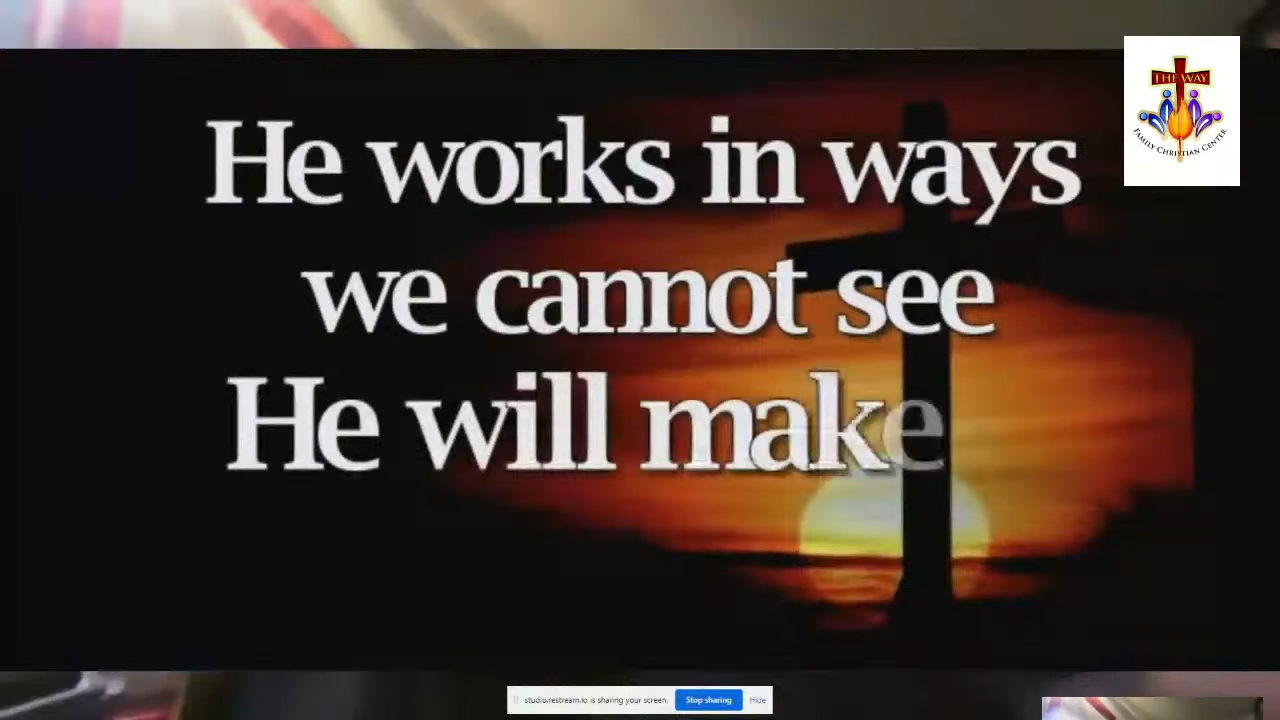 He works in ways
we cannot see
He will make
THE WAY
FAMILY CHRISTIAN CENTER
studio.restream.io is sharing your screen.
Stop sharing
Hide